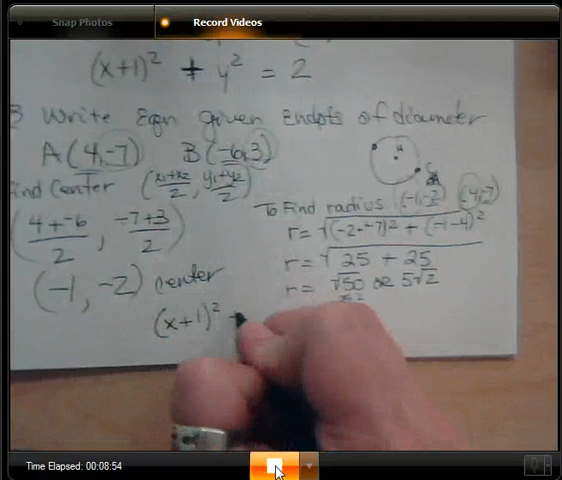 Snap Photos
Record Videos
(x+1)² + y² = 2
B Write Eqn given Endpts of diameter
A(4,-7) B(-6,3)
Find Center (x₁+x₂/2, y₁+y₂/2)
(4+-6/2, -7+3/2)
(-1, -2) center
(x+1)² +
To Find radius (-1,-2) (4,-7)
r = √(-2--7)² + (-1-4)²
r = √25 + 25
r = √50 or 5√2
Time Elapsed: 00:08:54